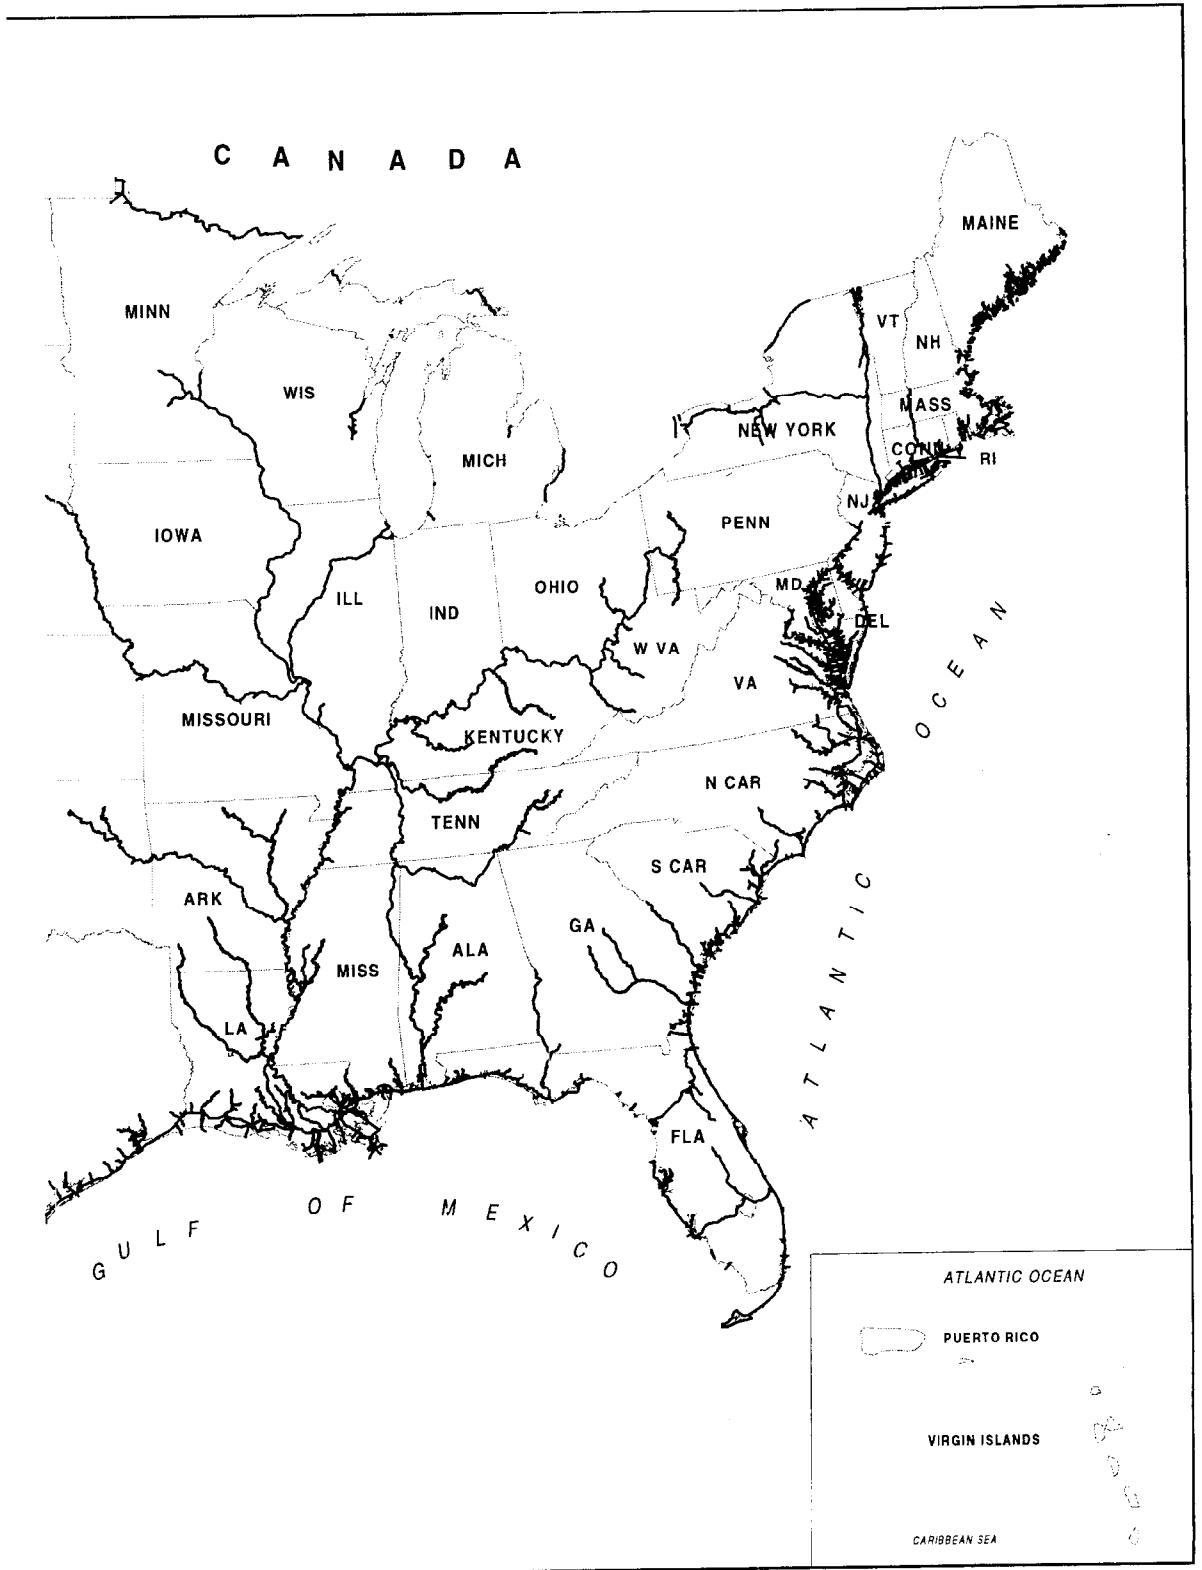 CANADA
MAINE
MINN
VT
NH
WIS
MASS
NEW YORK
CONN
RI
MICH
NJ
PENN
IOWA
OHIO
MD
ILL
IND
DEL
W VA
VA
OCEAN
MISSOURI
KENTUCKY
N CAR
TENN
S CAR
ARK
GA
ALA
MISS
ATLANTIC
LA
FLA
GULF OF MEXICO
ATLANTIC OCEAN
PUERTO RICO
VIRGIN ISLANDS
CARIBBEAN SEA